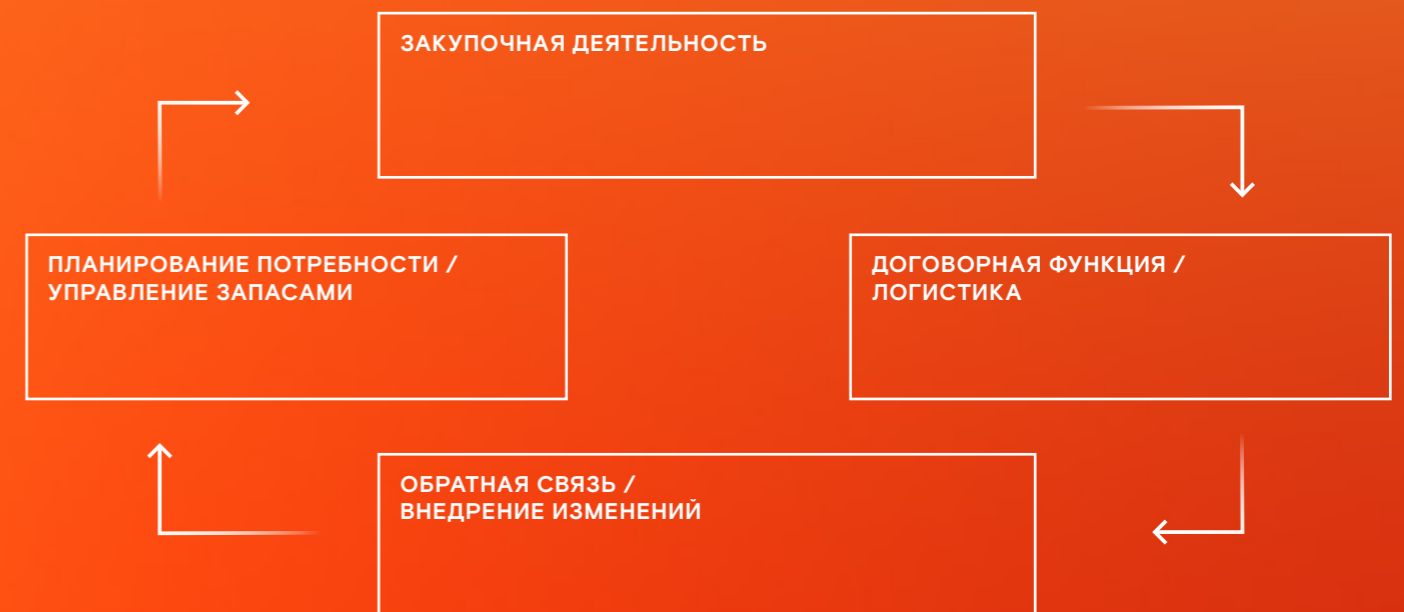 ЗАКУПОЧНАЯ ДЕЯТЕЛЬНОСТЬ
ПЛАНИРОВАНИЕ ПОТРЕБНОСТИ /
УПРАВЛЕНИЕ ЗАПАСАМИ
ДОГОВОРНАЯ ФУНКЦИЯ /
ЛОГИСТИКА
ОБРАТНАЯ СВЯЗЬ /
ВНЕДРЕНИЕ ИЗМЕНЕНИЙ